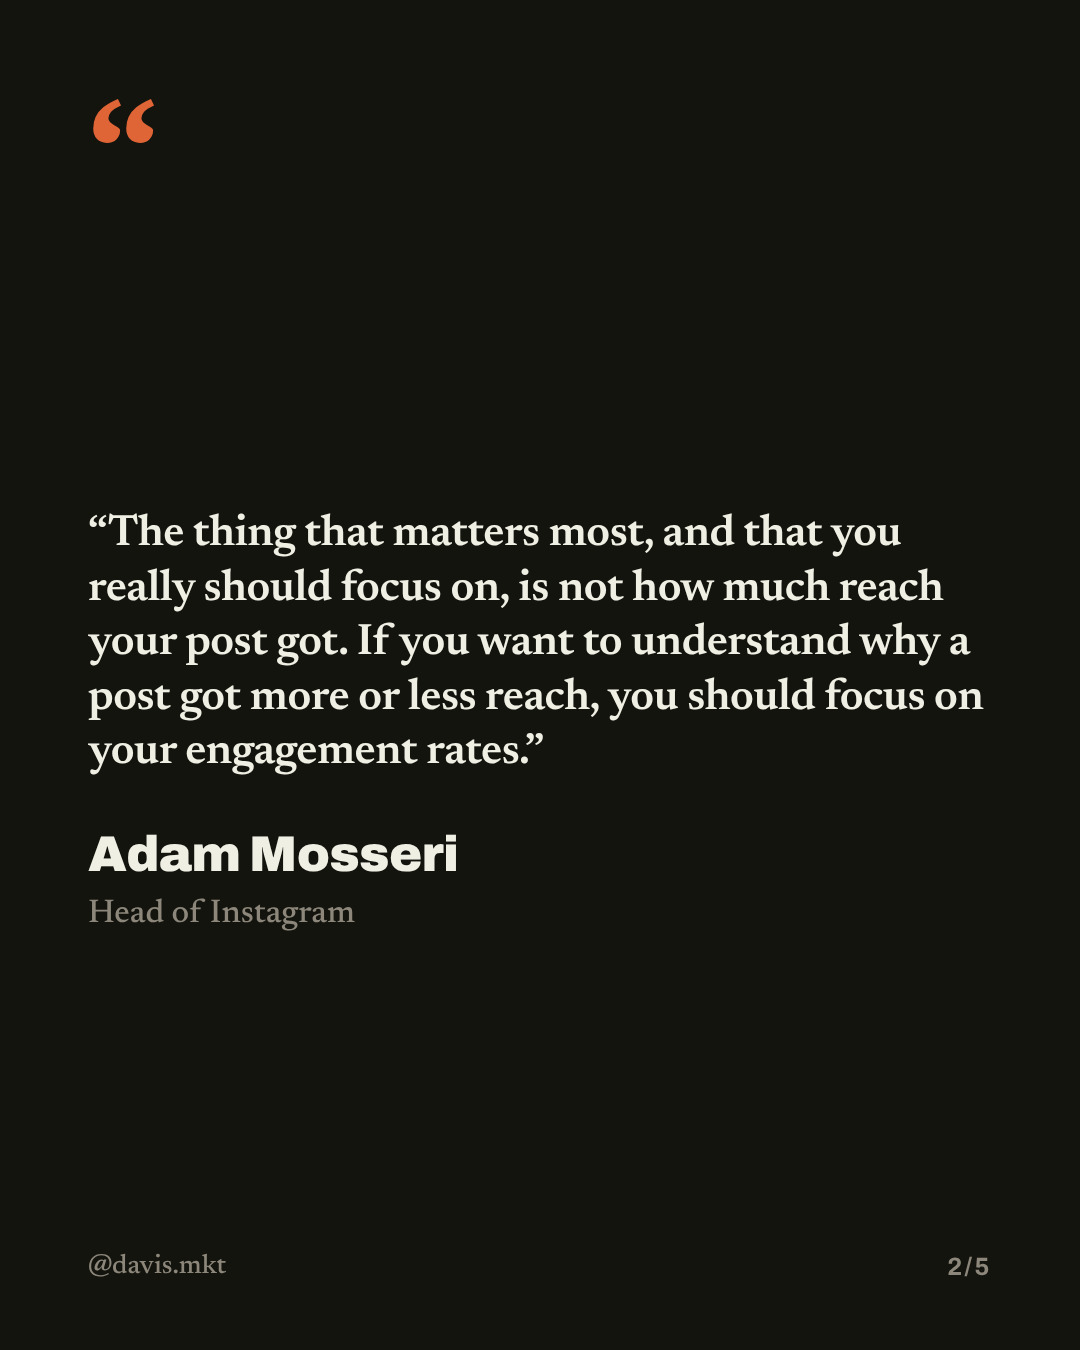 “
“The thing that matters most, and that you
really should focus on, is not how much reach
your post got. If you want to understand why a
post got more or less reach, you should focus on
your engagement rates.”
Adam Mosseri
Head of Instagram
@davis.mkt
2/5